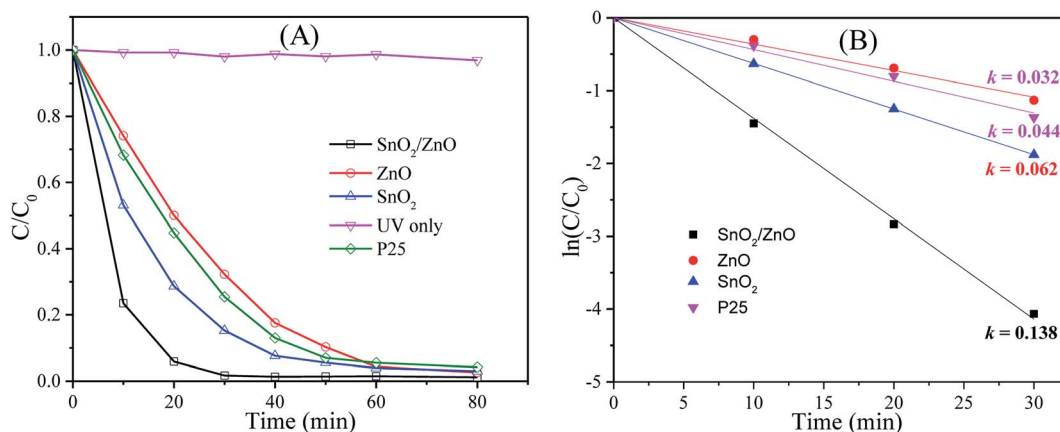 (A)
C/C₀
1.0
0.8
0.6
0.4
0.2
0.0
SnO₂/ZnO
ZnO
SnO₂
UV only
P25
0 20 40 60 80
Time (min)
(B)
ln(C/C₀)
-0
-1
-2
-3
-4
-5
k = 0.032
k = 0.044
k = 0.062
k = 0.138
SnO₂/ZnO
ZnO
SnO₂
P25
0 5 10 15 20 25 30
Time (min)